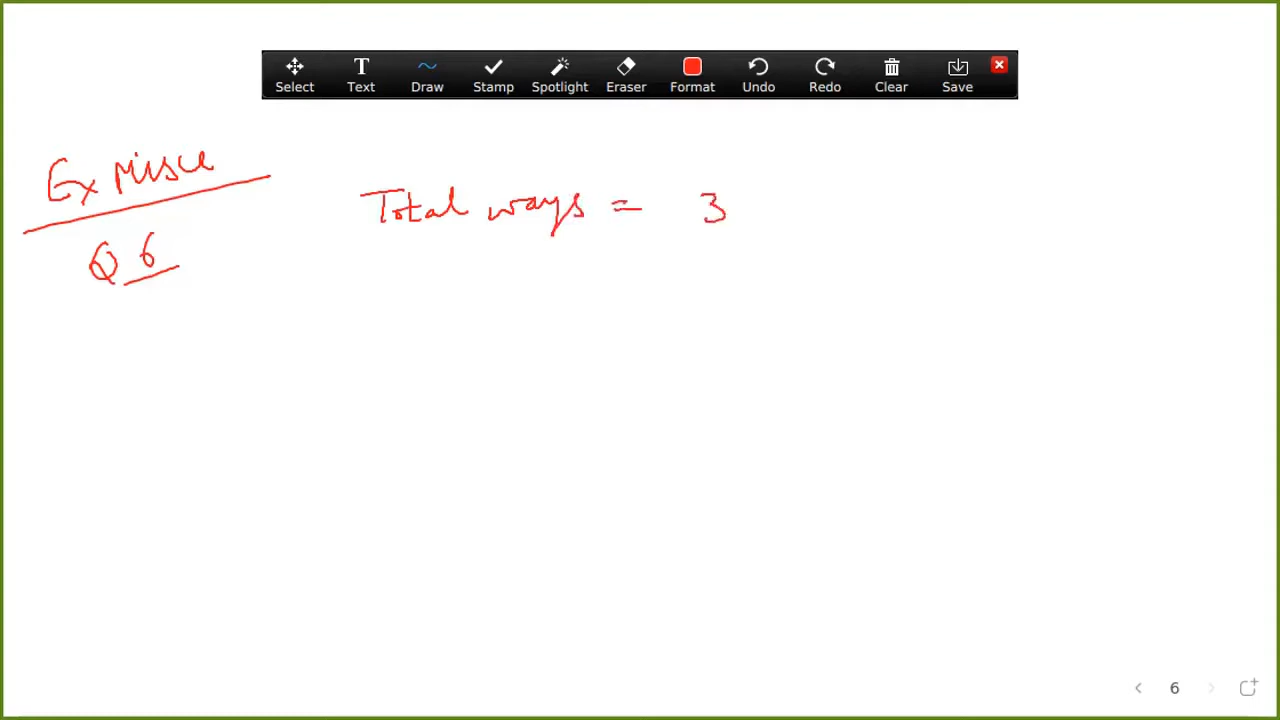 Select Text Draw Stamp Spotlight Eraser Format Undo Redo Clear Save
Ex Misce
Total ways = 3
Q 6
6